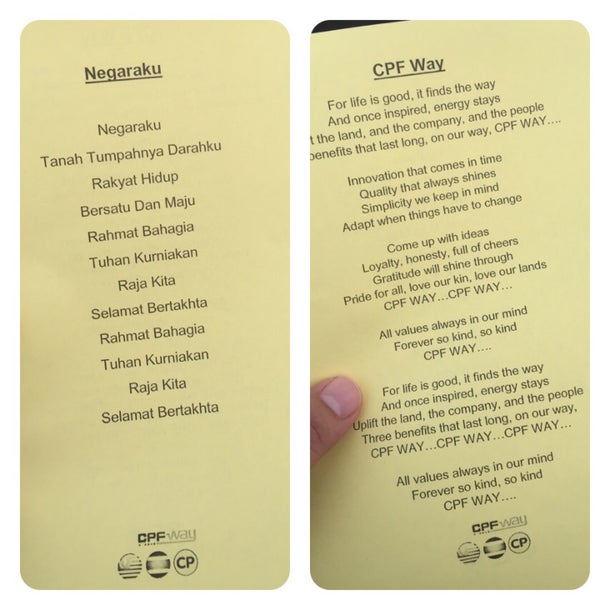 Negaraku
Negaraku
Tanah Tumpahnya Darahku
Rakyat Hidup
Bersatu Dan Maju
Rahmat Bahagia
Tuhan Kurniakan
Raja Kita
Selamat Bertakhta
Rahmat Bahagia
Tuhan Kurniakan
Raja Kita
Selamat Bertakhta
CPFway
CP
CPF Way
For life is good, it finds the way
And once inspired, energy stays
t the land, and the company, and the people
benefits that last long, on our way, CPF WAY….
Innovation that comes in time
Quality that always shines
Simplicity we keep in mind
Adapt when things have to change
Come up with ideas
Loyalty, honesty, full of cheers
Gratitude will shine through
Pride for all, love our kin, love our lands
CPF WAY…CPF WAY…
All values always in our mind
Forever so kind, so kind
CPF WAY….
For life is good, it finds the way
And once inspired, energy stays
Uplift the land, the company, and the people
Three benefits that last long, on our way,
CPF WAY…CPF WAY…CPF WAY…
All values always in our mind
Forever so kind, so kind
CPF WAY….
CPFway
CP